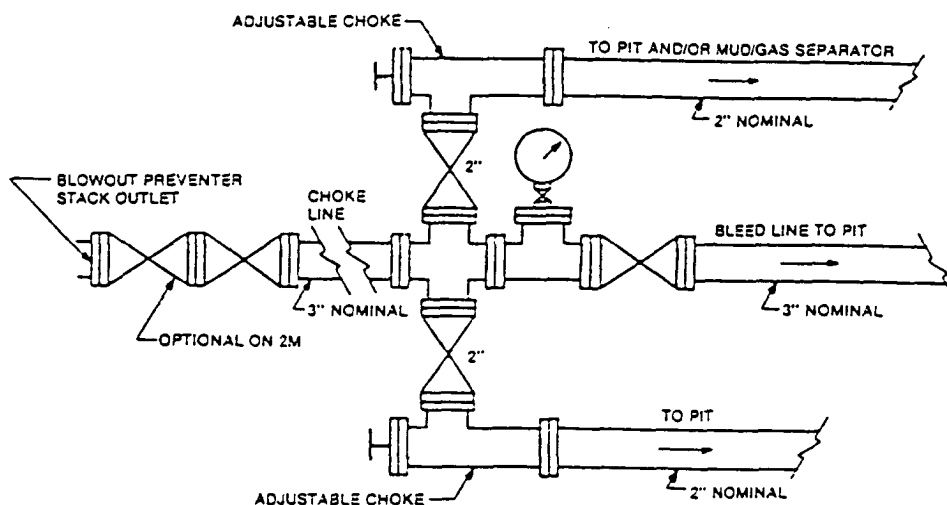 ADJUSTABLE CHOKE
TO PIT AND/OR MUD/GAS SEPARATOR
2" NOMINAL
2"
BLOWOUT PREVENTER
STACK OUTLET
CHOKE
LINE
BLEED LINE TO PIT
3" NOMINAL
3" NOMINAL
OPTIONAL ON 2M
2"
TO PIT
ADJUSTABLE CHOKE
2" NOMINAL